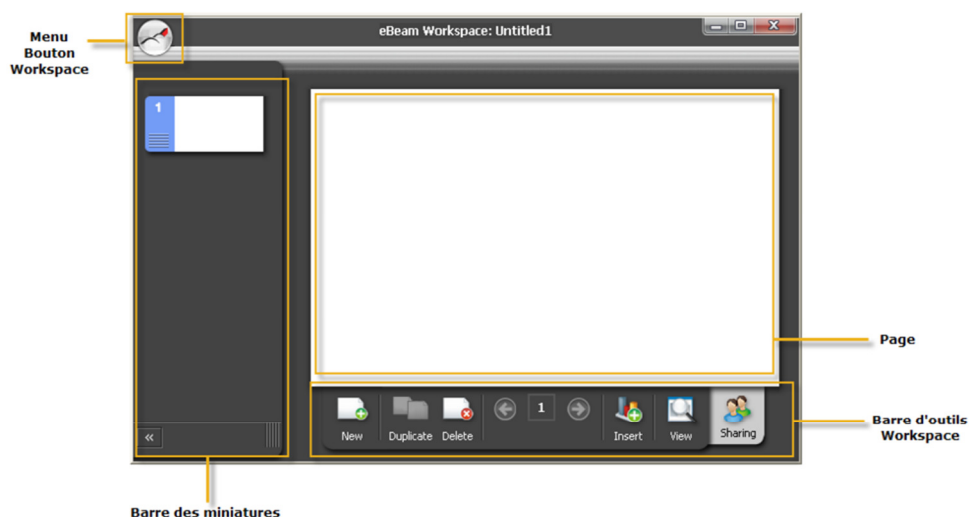 eBeam Workspace: Untitled1
Menu
Bouton
Workspace
1
Page
1
New
Duplicate
Delete
Insert
View
Sharing
«
Barre d'outils
Workspace
Barre des miniatures